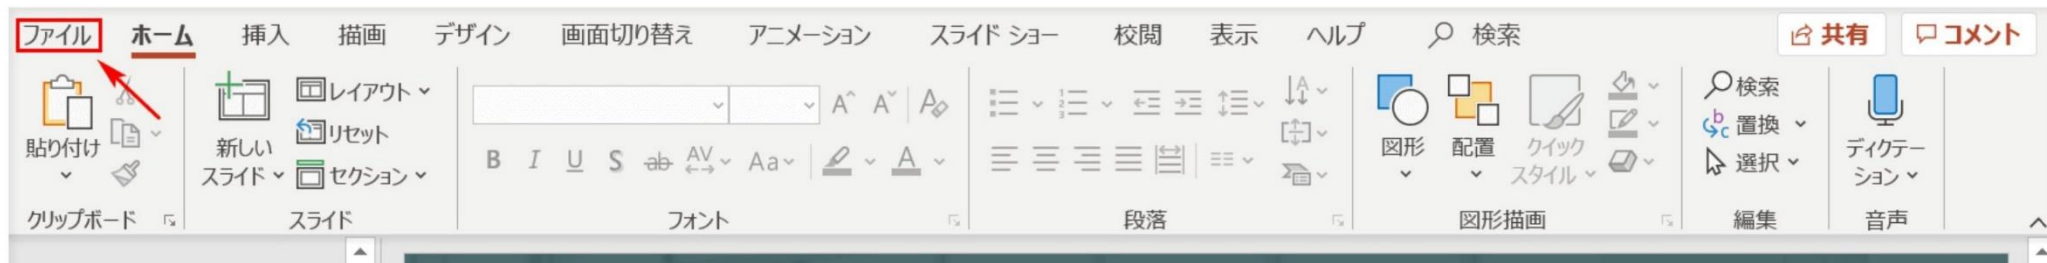 ファイル ホーム 挿入 描画 デザイン 画面切り替え アニメーション スライド ショー 校閲 表示 ヘルプ 検索 共有 コメント
貼り付け
新しい
スライド
レイアウト
リセット
セクション
A A A
B I U S ab AV Aa A
図形
配置
クイック
スタイル
検索
置換
選択
ディクテー
ション
クリップボード スライド フォント 段落 図形描画 編集 音声